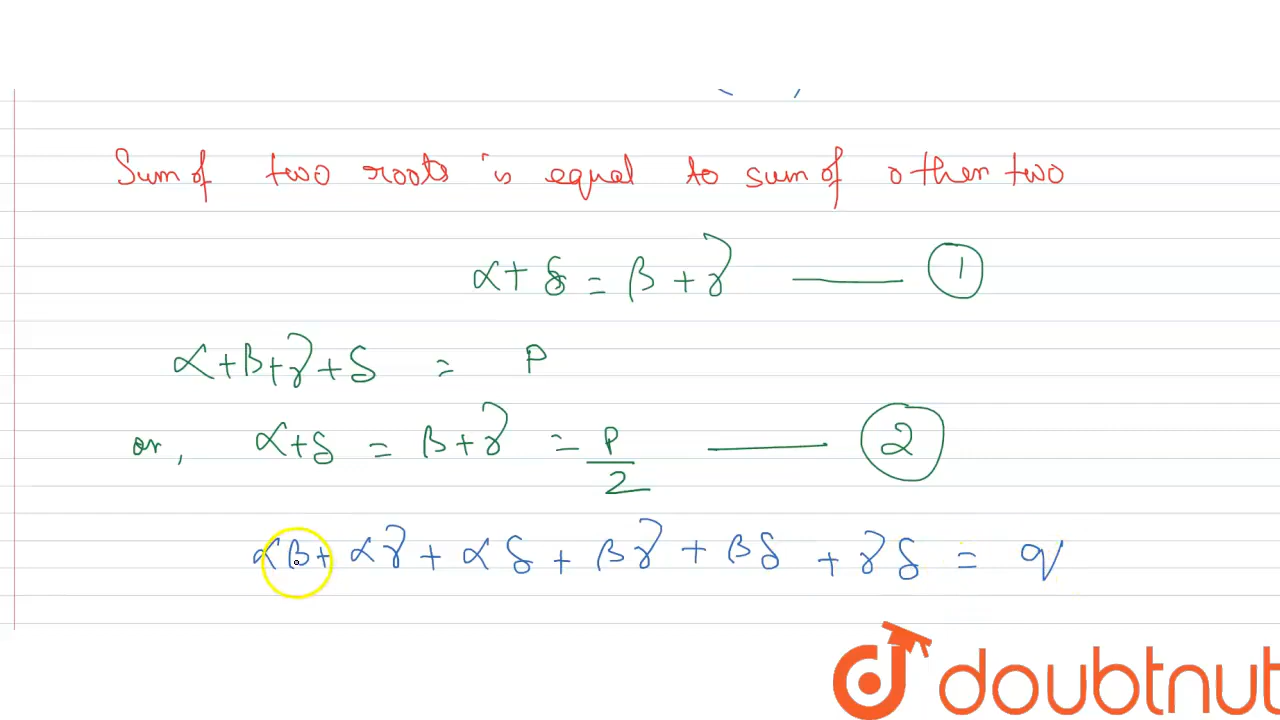 Sum of two roots is equal to sum of other two
α + δ = β + γ —— 1
α + β + γ + δ = P
or, α + δ = β + γ = P/2 —— 2
αβ + αγ + αδ + βγ + βδ + γδ = q
doubtnut